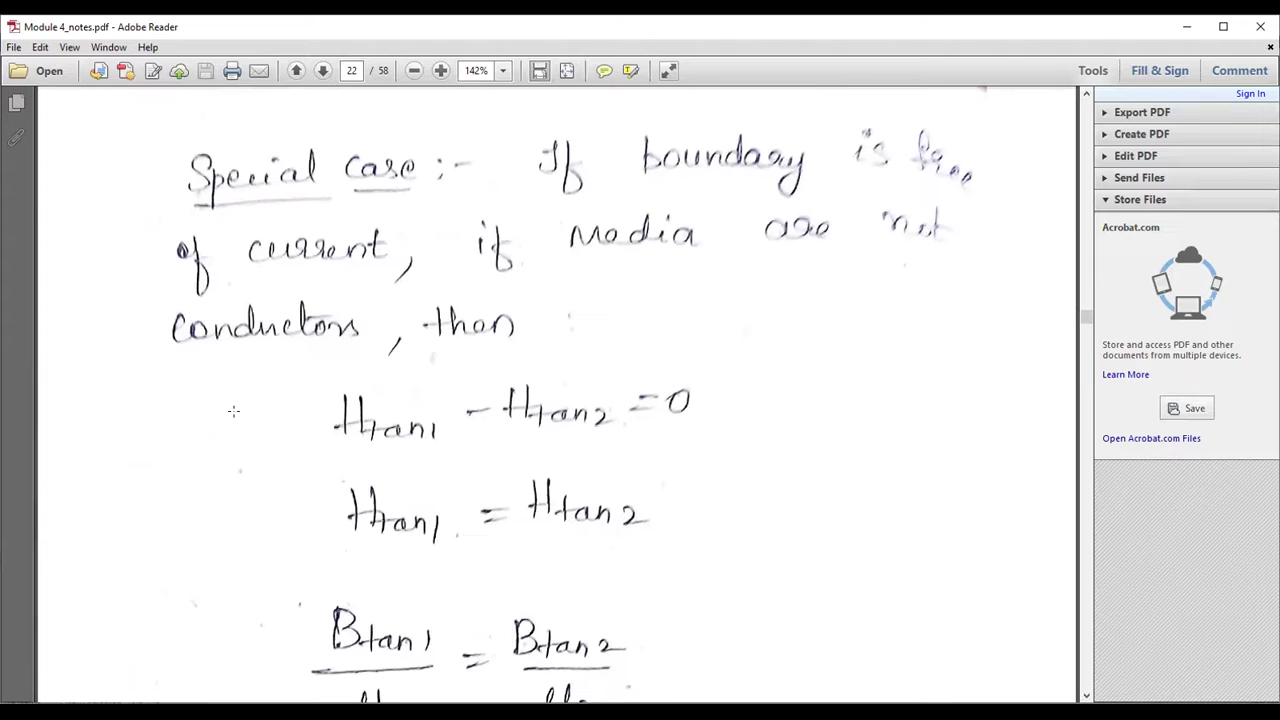 Module 4_notes.pdf - Adobe Reader
File Edit View Window Help
Open 22 / 58 142% Tools Fill & Sign Comment
Sign In
Export PDF
Create PDF
Edit PDF
Send Files
Store Files
Acrobat.com
Store and access PDF and other
documents from multiple devices.
Learn More
Save
Open Acrobat.com Files
Special case :- If boundary is free
of current, if Media are not
conductors, then
Htan1 - Htan2 = 0
Htan1 = Htan2
Btan1 = Btan2